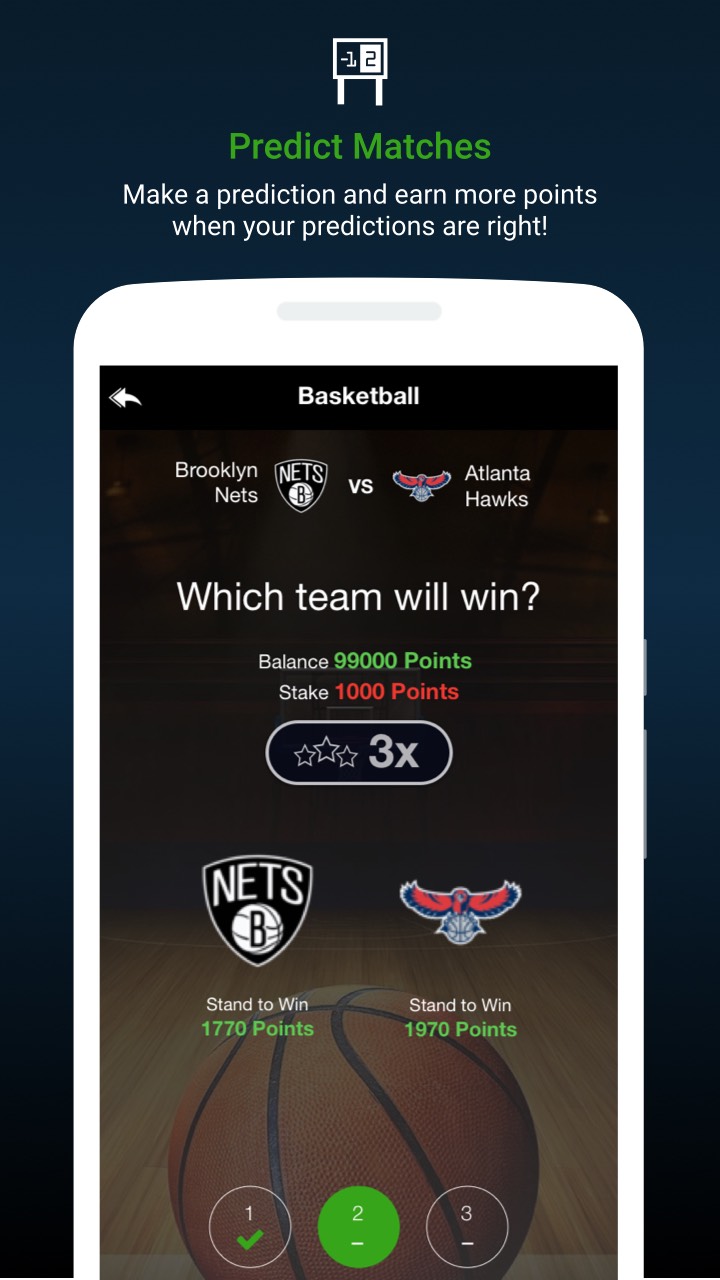 -1 2
Predict Matches
Make a prediction and earn more points
when your predictions are right!
Basketball
Brooklyn
Nets
NETS
B
vs
Atlanta
Hawks
Which team will win?
Balance 99000 Points
Stake 1000 Points
3x
NETS
B
Stand to Win
1770 Points
Stand to Win
1970 Points
1
2
–
3
–